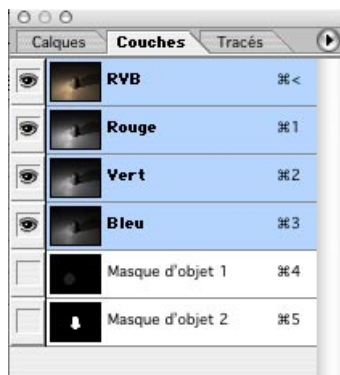 Calques Couches Tracés
RVB ⌘<
Rouge ⌘1
Vert ⌘2
Bleu ⌘3
Masque d'objet 1 ⌘4
Masque d'objet 2 ⌘5